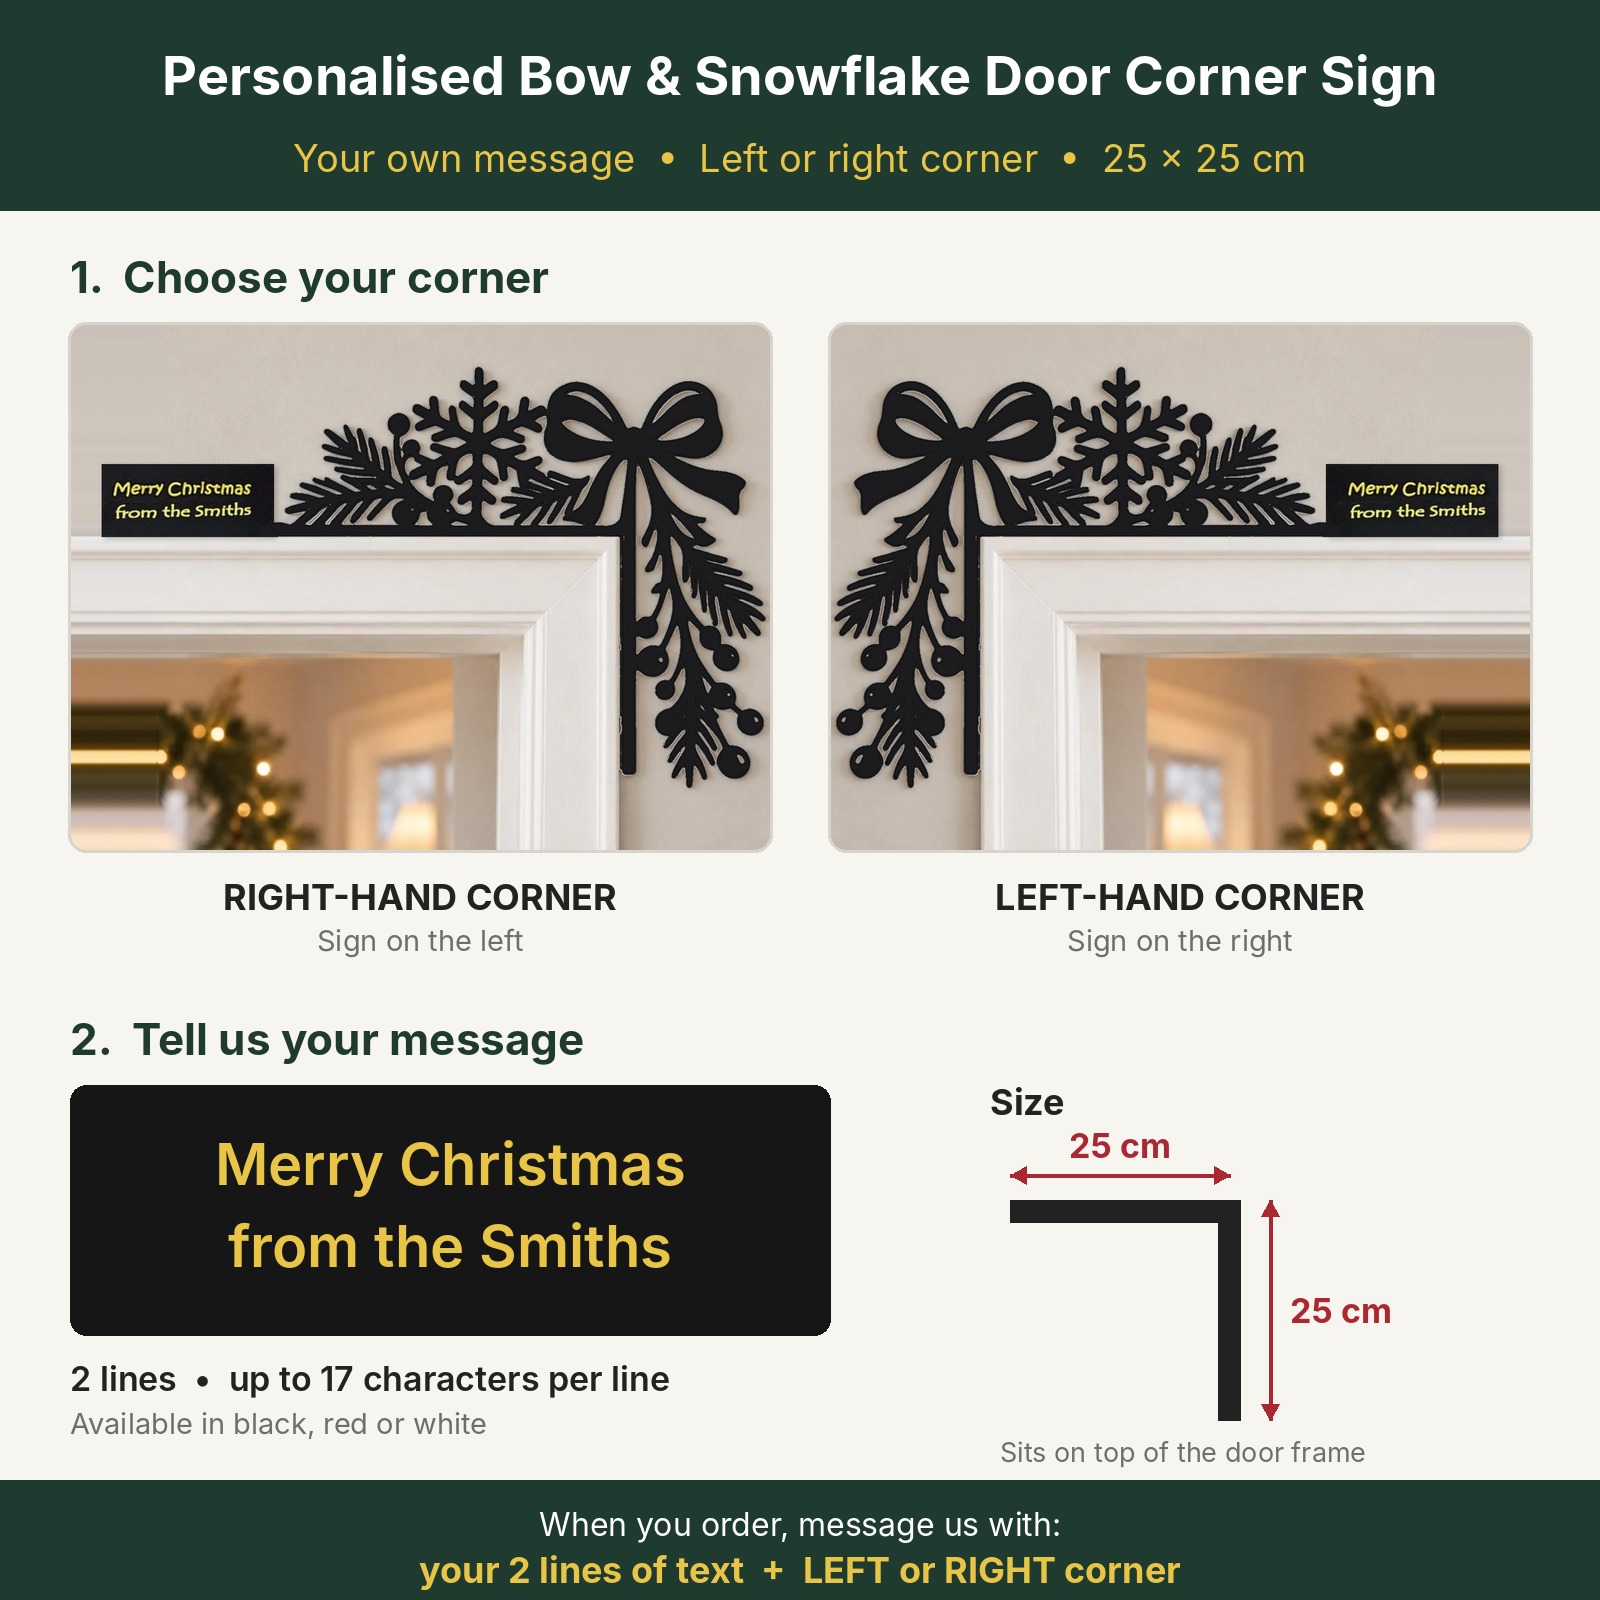 Personalised Bow & Snowflake Door Corner Sign
Your own message • Left or right corner • 25 × 25 cm
1. Choose your corner
Merry Christmas
from the Smiths
Merry Christmas
from the Smiths
RIGHT-HAND CORNER
Sign on the left
LEFT-HAND CORNER
Sign on the right
2. Tell us your message
Merry Christmas
from the Smiths
2 lines • up to 17 characters per line
Available in black, red or white
Size
25 cm
25 cm
Sits on top of the door frame
When you order, message us with:
your 2 lines of text + LEFT or RIGHT corner